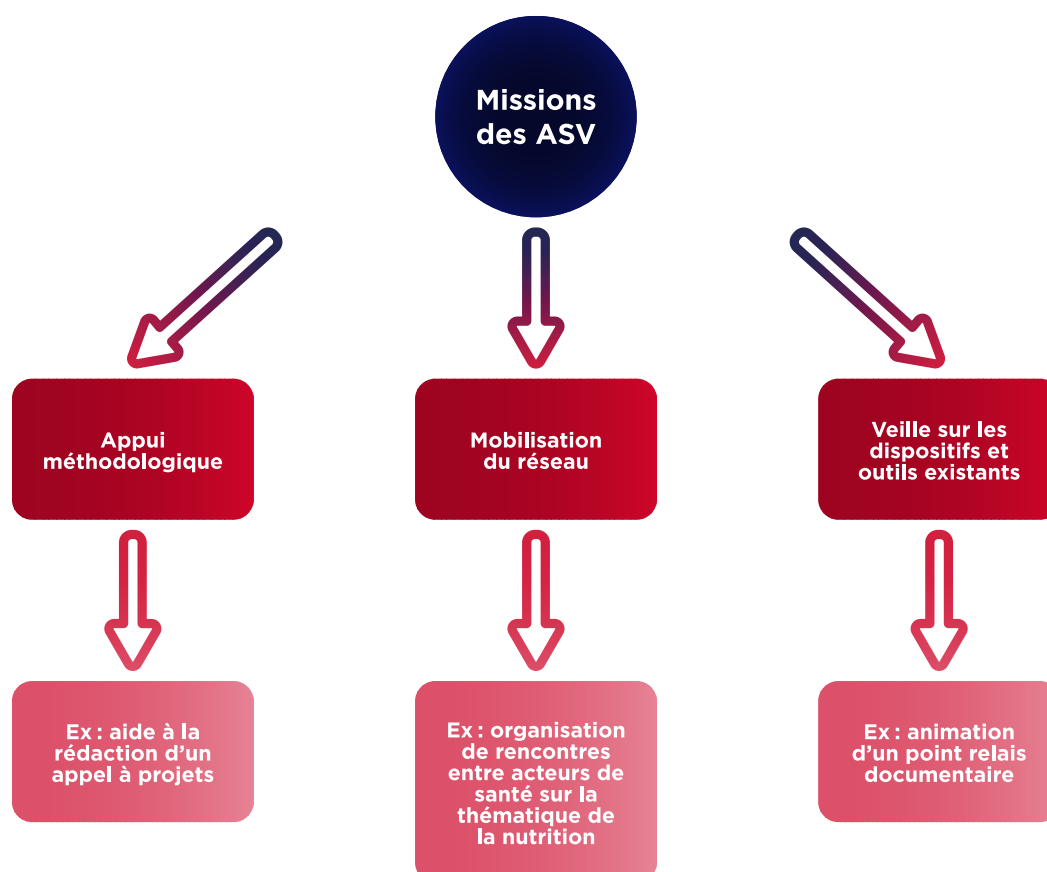 Missions
des ASV
Appui
méthodologique
Mobilisation
du réseau
Veille sur les
dispositifs et
outils existants
Ex : aide à la
rédaction d’un
appel à projets
Ex : organisation
de rencontres
entre acteurs de
santé sur la
thématique de
la nutrition
Ex : animation
d’un point relais
documentaire